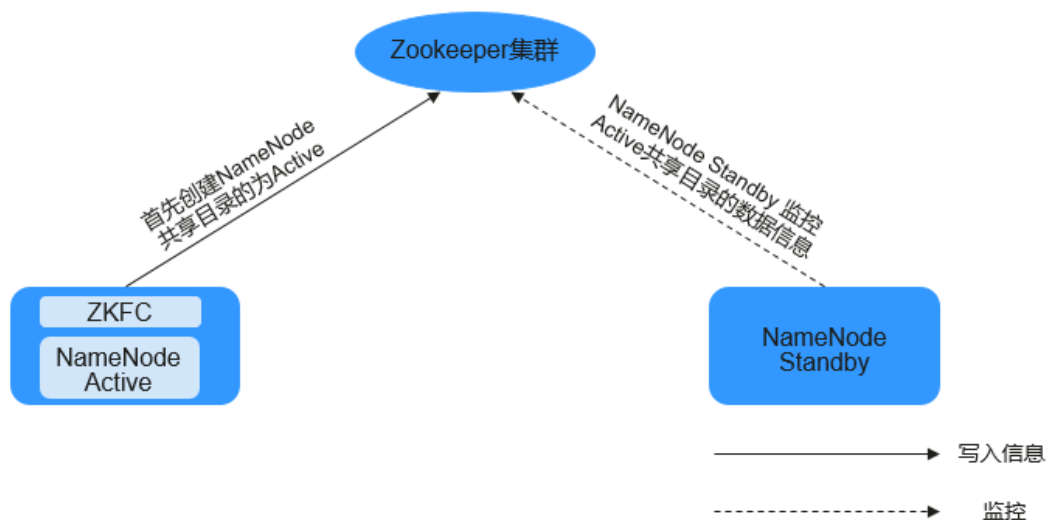 Zookeeper集群
首先创建NameNode
共享目录的为Active
NameNode Standby 监控
Active共享目录的数据信息
ZKFC
NameNode
Active
NameNode
Standby
写入信息
监控